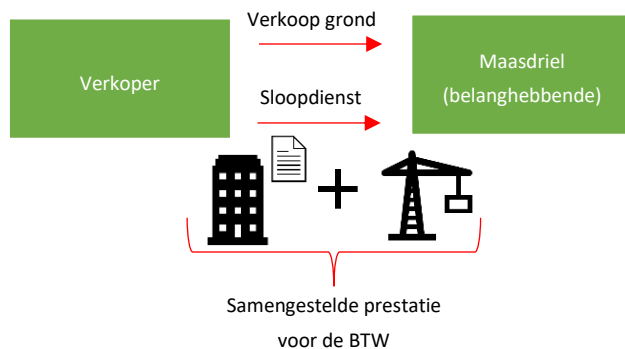 Verkoop grond
Verkoper
Maasdriel
(belanghebbende)
Sloopdienst
Samengestelde prestatie
voor de BTW